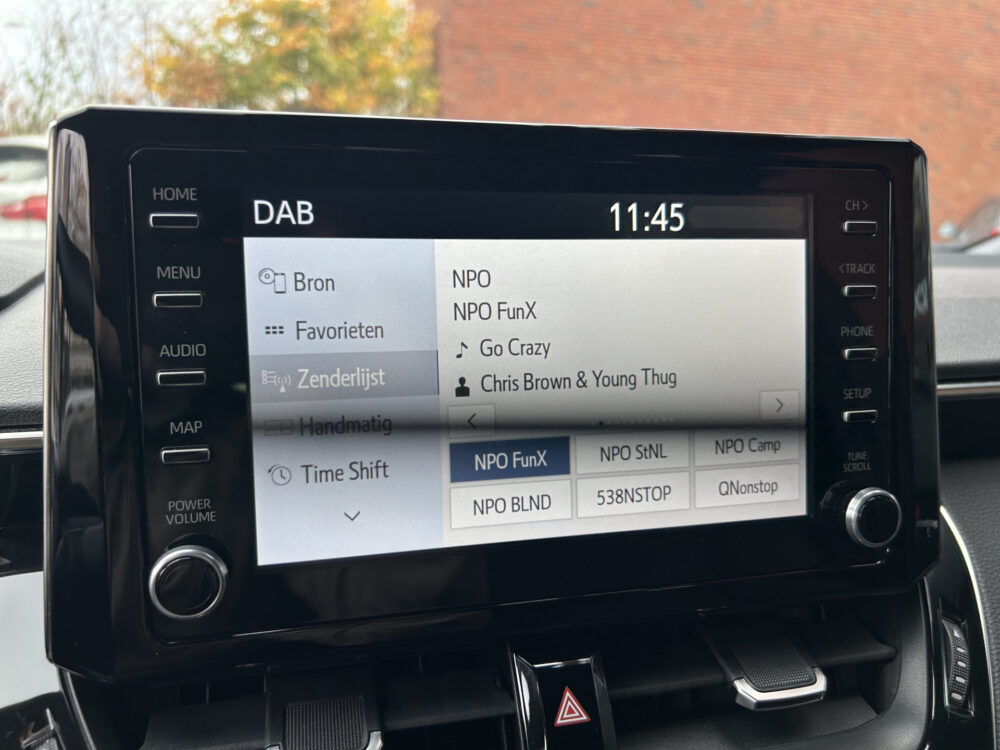 HOME
MENU
AUDIO
MAP
POWER
VOLUME
DAB
11:45
Bron
Favorieten
Zenderlijst
Handmatig
Time Shift
NPO
NPO FunX
Go Crazy
Chris Brown & Young Thug
<
>
NPO FunX
NPO StNL
NPO Camp
NPO BLND
538NSTOP
QNonstop
CH >
< TRACK
PHONE
SETUP
TUNE
SCROLL